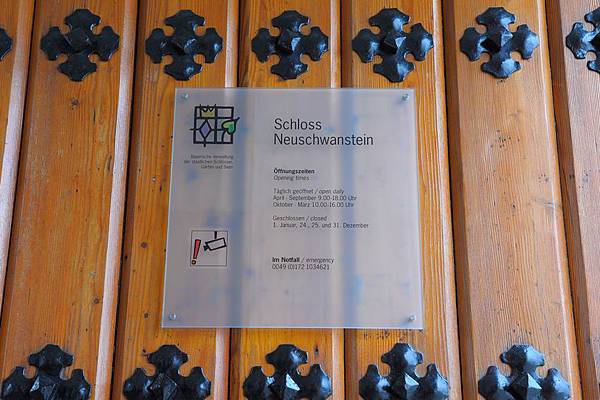 Schloss
Neuschwanstein
Bayerische Verwaltung
der staatlichen Schlösser,
Gärten und Seen
Öffnungszeiten
Opening times
Täglich geöffnet / open daily
April - September 9.00-18.00 Uhr
Oktober - März 10.00-16.00 Uhr
Geschlossen / closed
1. Januar, 24., 25. und 31. Dezember
Im Notfall / emergency
0049 (0)172 1034621